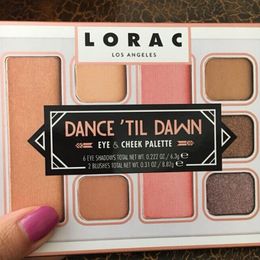 LORAC
LOS ANGELES
DANCE 'TIL DAWN
EYE & CHEEK PALETTE
6 EYE SHADOWS TOTAL NET WT. 0.222 OZ / 6.3g ℮
2 BLUSHES TOTAL NET WT. 0.31 OZ / 8.82g ℮